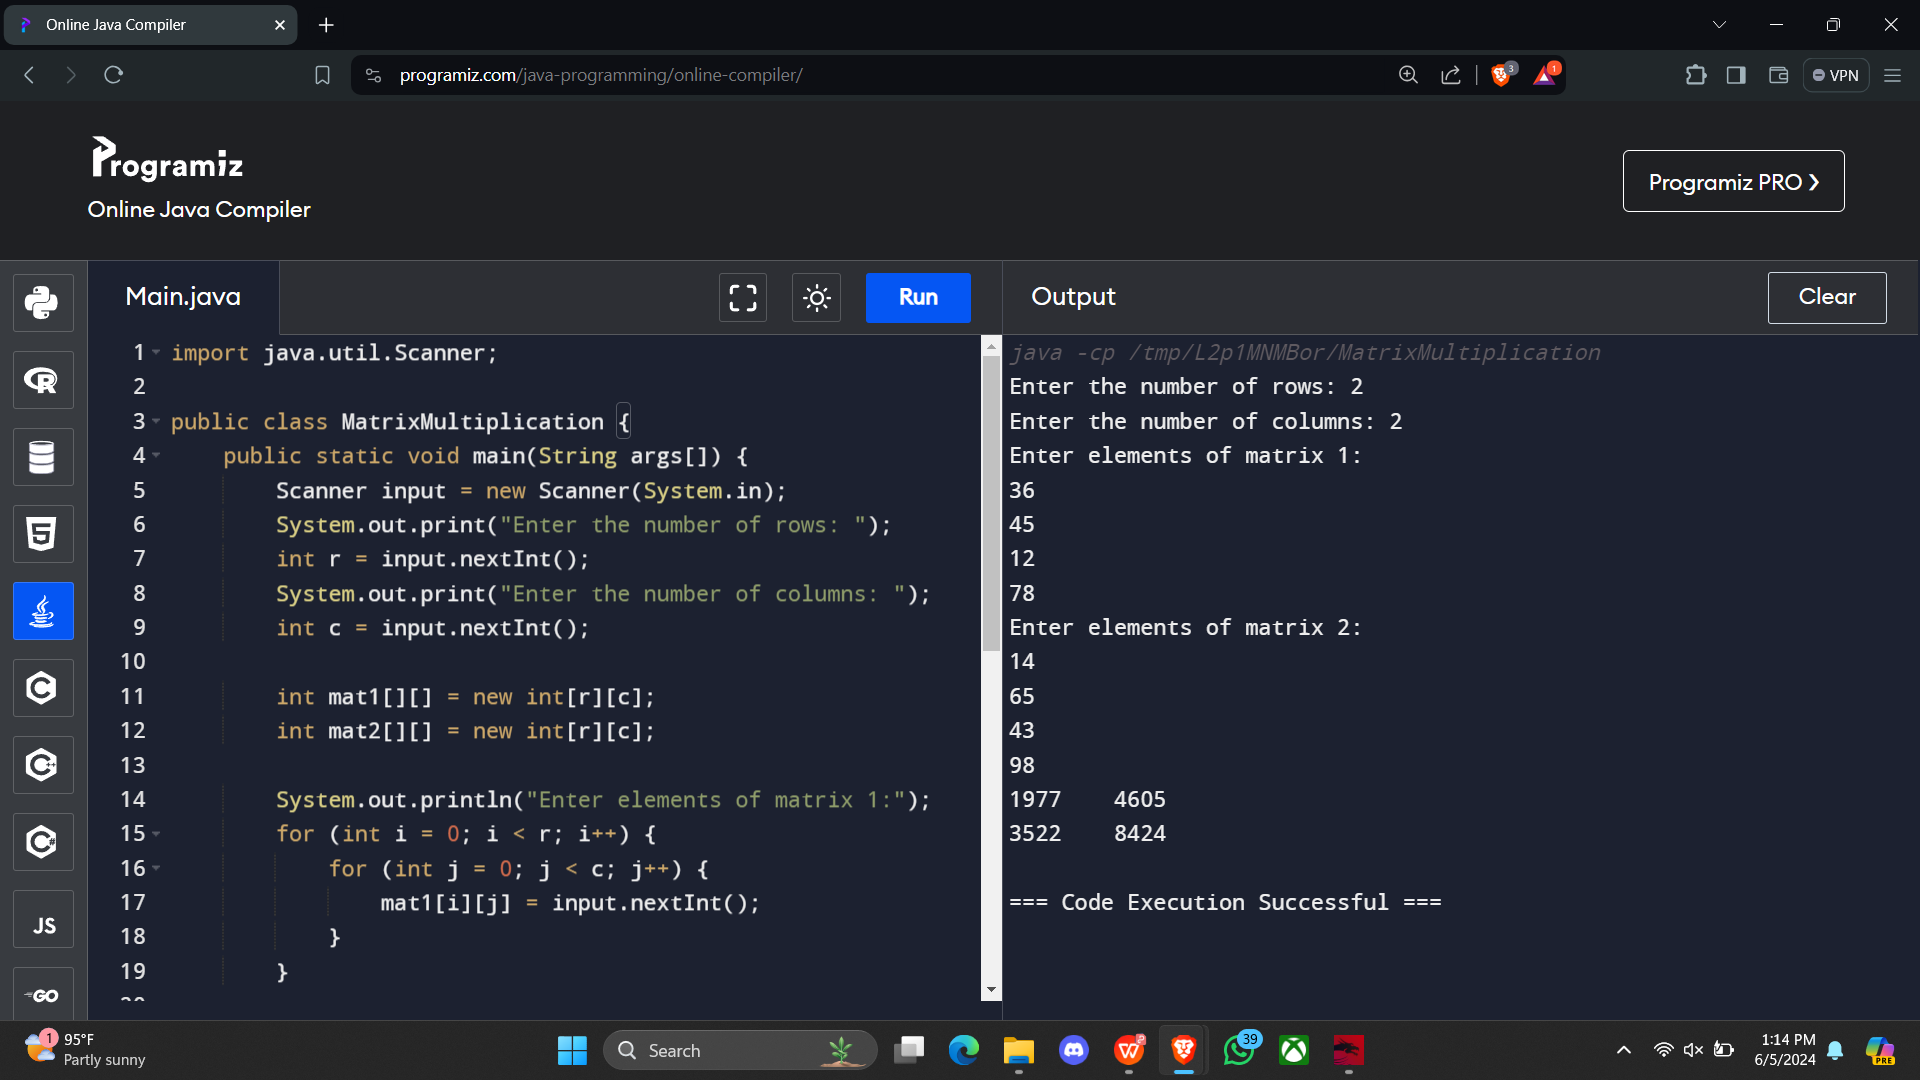 Online Java Compiler
programiz.com/java-programming/online-compiler/
3
1
VPN
Programiz
Online Java Compiler
Programiz PRO ❯
Main.java
Run
Output
Clear
1 import java.util.Scanner;
2
3 public class MatrixMultiplication {
4 public static void main(String args[]) {
5 Scanner input = new Scanner(System.in);
6 System.out.print("Enter the number of rows: ");
7 int r = input.nextInt();
8 System.out.print("Enter the number of columns: ");
9 int c = input.nextInt();
10
11 int mat1[][] = new int[r][c];
12 int mat2[][] = new int[r][c];
13
14 System.out.println("Enter elements of matrix 1:");
15 for (int i = 0; i < r; i++) {
16 for (int j = 0; j < c; j++) {
17 mat1[i][j] = input.nextInt();
18 }
19 }
java -cp /tmp/L2p1MNMBor/MatrixMultiplication
Enter the number of rows: 2
Enter the number of columns: 2
Enter elements of matrix 1:
36
45
12
78
Enter elements of matrix 2:
14
65
43
98
1977 4605
3522 8424
=== Code Execution Successful ===
R
5
C
C++
C#
JS
GO
1
95°F
Partly sunny
Search
W
39
1:14 PM
6/5/2024
PRE